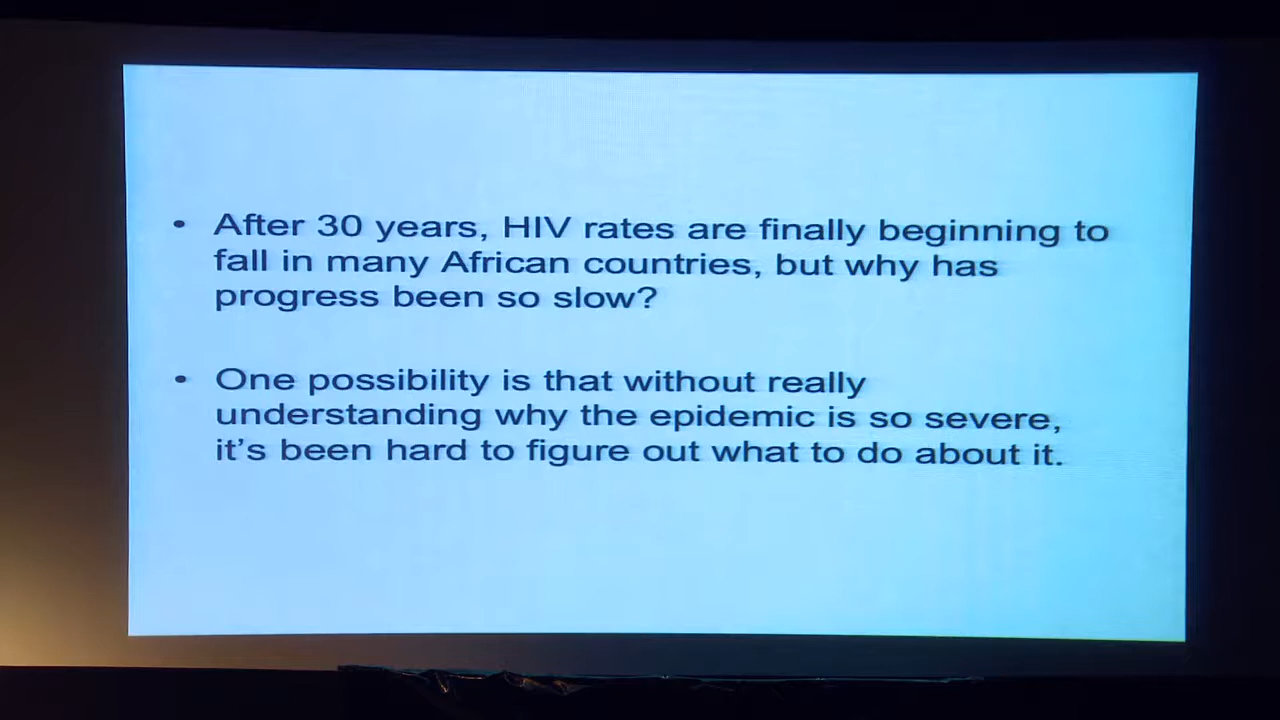 • After 30 years, HIV rates are finally beginning to
fall in many African countries, but why has
progress been so slow?
• One possibility is that without really
understanding why the epidemic is so severe,
it’s been hard to figure out what to do about it.